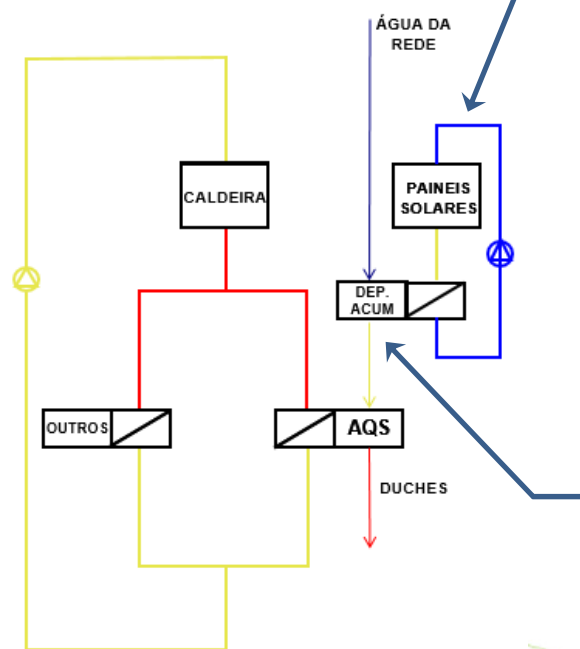 ÁGUA DA
REDE
CALDEIRA
PAINEIS
SOLARES
DEP.
ACUM
OUTROS
AQS
DUCHES